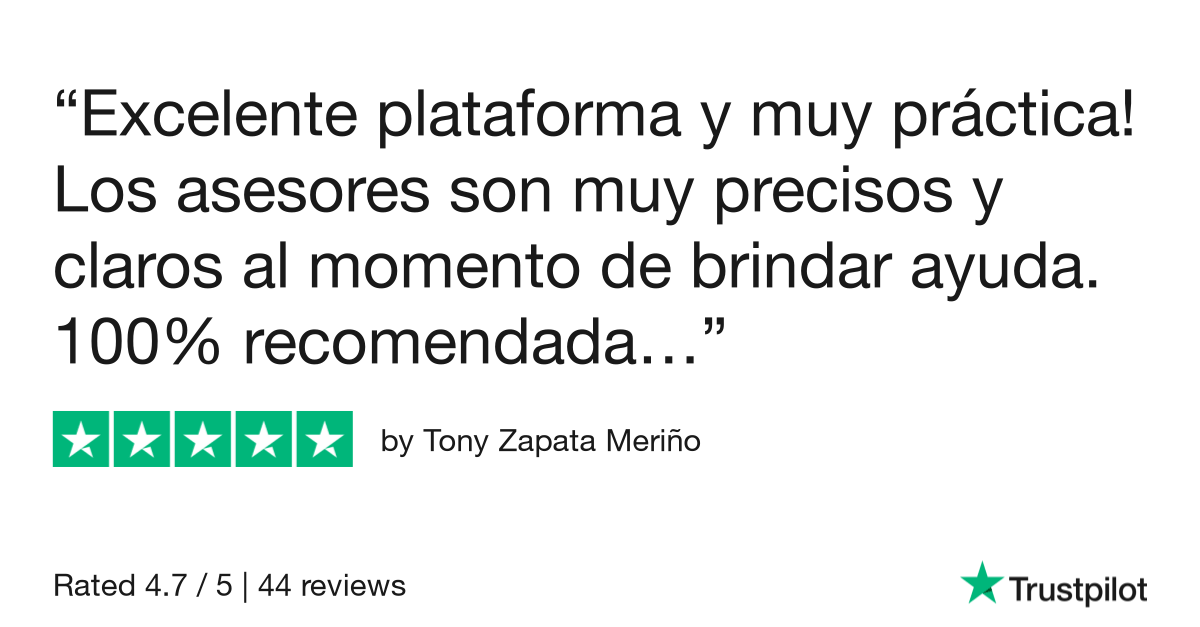 “Excelente plataforma y muy práctica!
Los asesores son muy precisos y
claros al momento de brindar ayuda.
100% recomendada…”
by Tony Zapata Meriño
Rated 4.7 / 5 | 44 reviews
Trustpilot